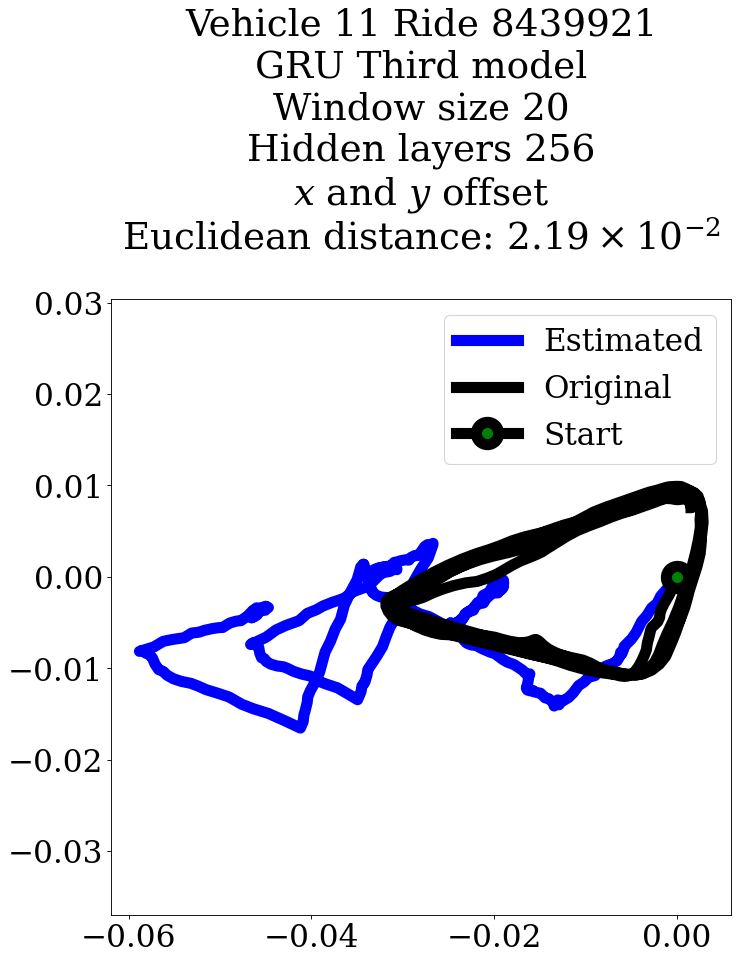 Vehicle 11 Ride 8439921
GRU Third model
Window size 20
Hidden layers 256
x and y offset
Euclidean distance: 2.19 × 10⁻²
Estimated
Original
Start
0.03
0.02
0.01
0.00
−0.01
−0.02
−0.03
−0.06 −0.04 −0.02 0.00